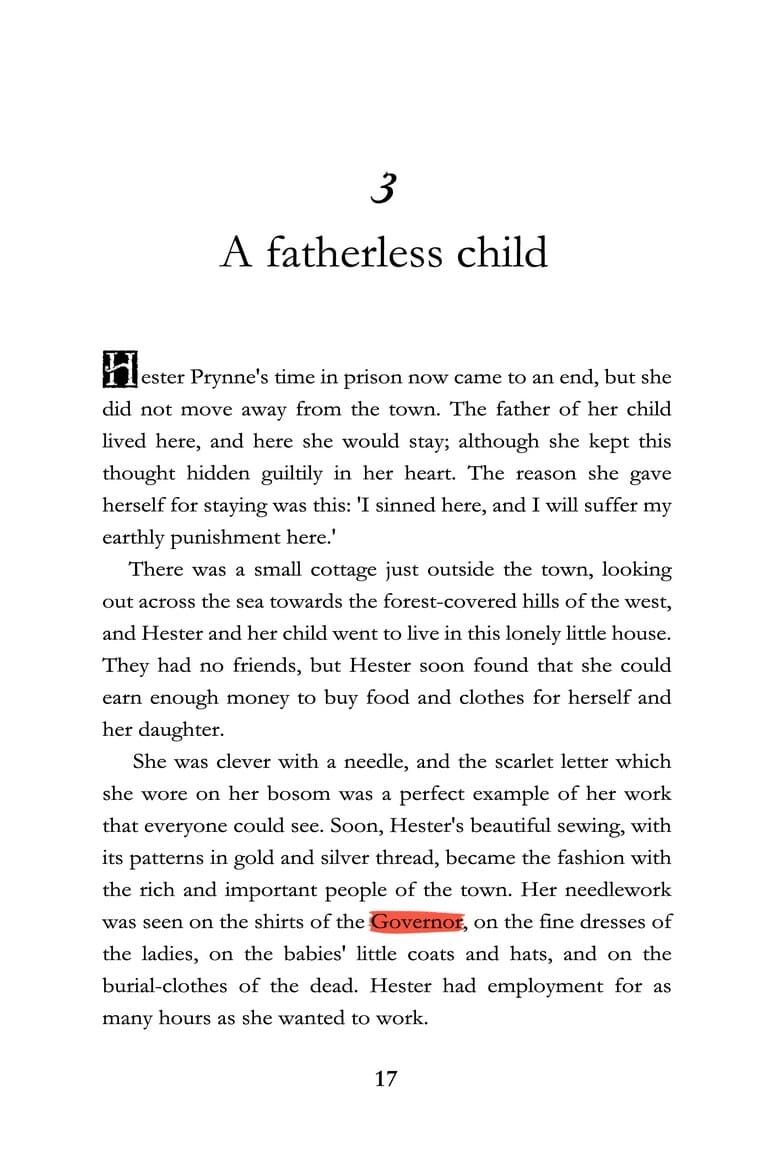 3
A fatherless child
Hester Prynne's time in prison now came to an end, but she
did not move away from the town. The father of her child
lived here, and here she would stay; although she kept this
thought hidden guiltily in her heart. The reason she gave
herself for staying was this: 'I sinned here, and I will suffer my
earthly punishment here.'
There was a small cottage just outside the town, looking
out across the sea towards the forest-covered hills of the west,
and Hester and her child went to live in this lonely little house.
They had no friends, but Hester soon found that she could
earn enough money to buy food and clothes for herself and
her daughter.
She was clever with a needle, and the scarlet letter which
she wore on her bosom was a perfect example of her work
that everyone could see. Soon, Hester's beautiful sewing, with
its patterns in gold and silver thread, became the fashion with
the rich and important people of the town. Her needlework
was seen on the shirts of the Governor, on the fine dresses of
the ladies, on the babies' little coats and hats, and on the
burial-clothes of the dead. Hester had employment for as
many hours as she wanted to work.
17